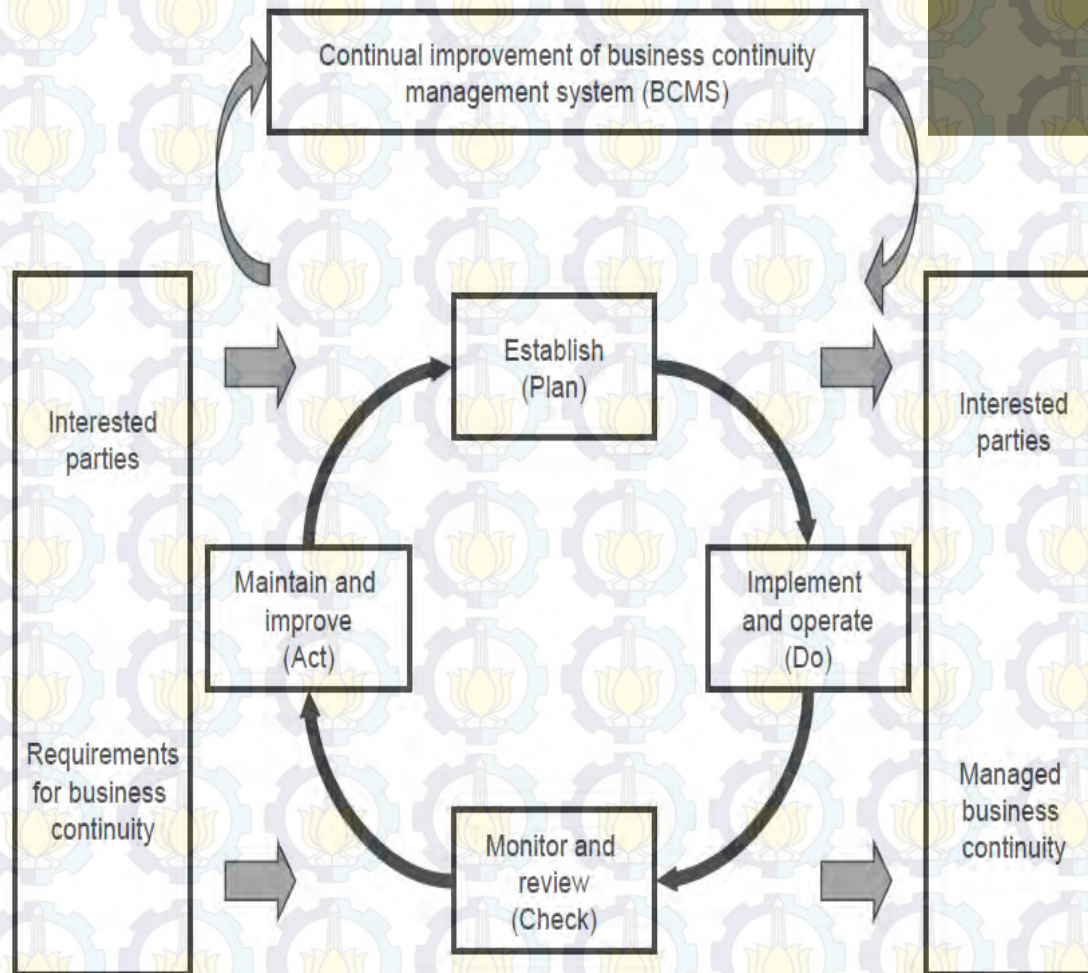 Continual improvement of business continuity
management system (BCMS)
Establish
(Plan)
Interested
parties
Interested
parties
Maintain and
improve
(Act)
Implement
and operate
(Do)
Requirements
for business
continuity
Managed
business
continuity
Monitor and
review
(Check)